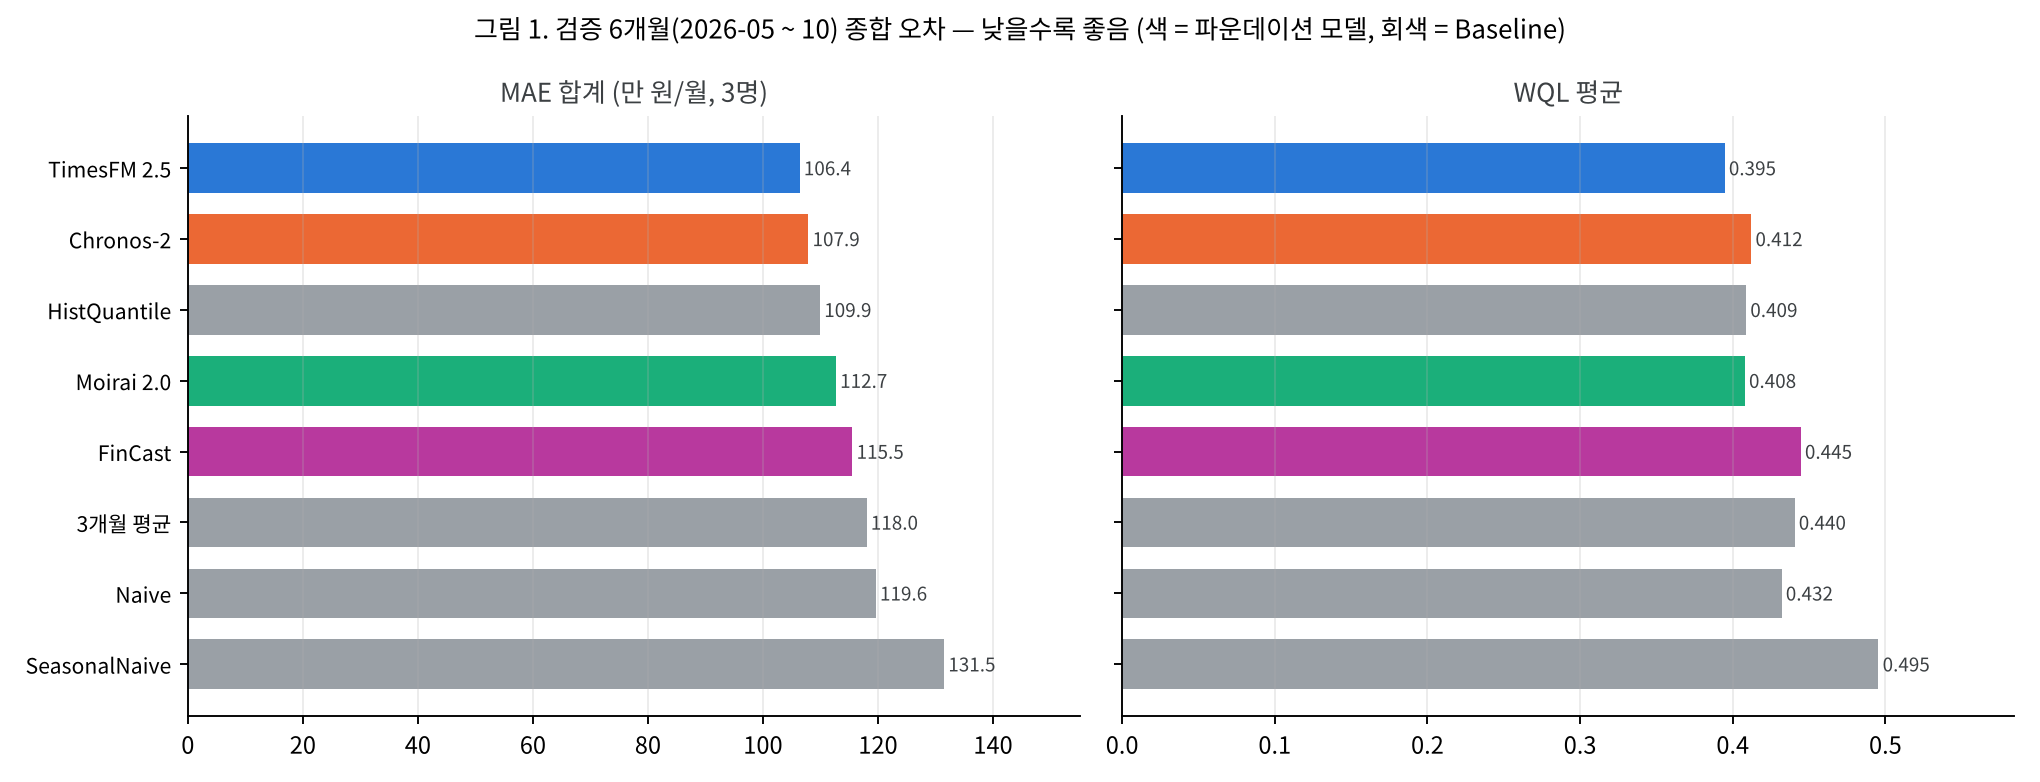 그림 1. 검증 6개월(2026-05 ~ 10) 종합 오차 — 낮을수록 좋음 (색 = 파운데이션 모델, 회색 = Baseline)
MAE 합계 (만 원/월, 3명)
TimesFM 2.5 106.4
Chronos-2 107.9
HistQuantile 109.9
Moirai 2.0 112.7
FinCast 115.5
3개월 평균 118.0
Naive 119.6
SeasonalNaive 131.5
0 20 40 60 80 100 120 140
WQL 평균
0.395
0.412
0.409
0.408
0.445
0.440
0.432
0.495
0.0 0.1 0.2 0.3 0.4 0.5